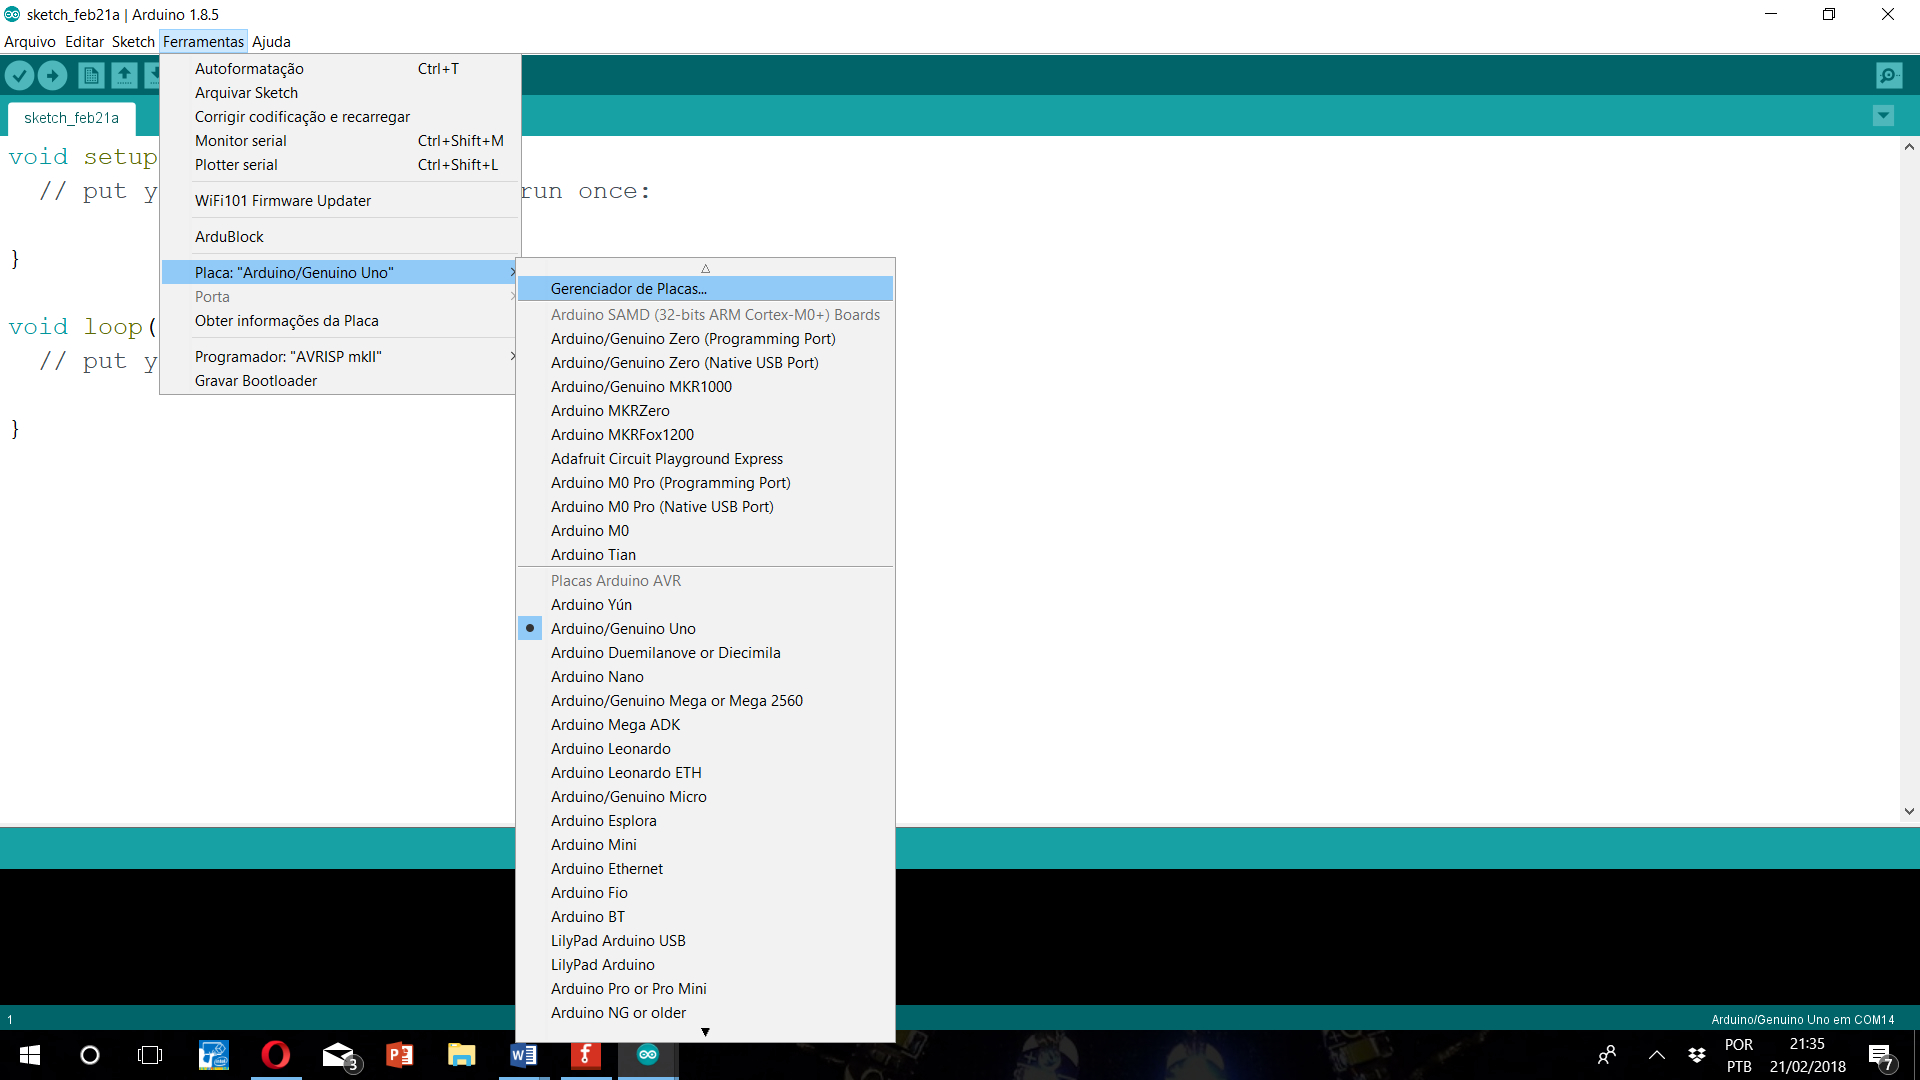 sketch_feb21a | Arduino 1.8.5
Arquivo Editar Sketch Ferramentas Ajuda
sketch_feb21a
Autoformatação Ctrl+T
Arquivar Sketch
Corrigir codificação e recarregar
Monitor serial Ctrl+Shift+M
Plotter serial Ctrl+Shift+L
WiFi101 Firmware Updater
ArduBlock
Placa: "Arduino/Genuino Uno"
Porta
Obter informações da Placa
Programador: "AVRISP mkII"
Gravar Bootloader
void setup
// put y run once:
}
void loop(
// put y
}
Gerenciador de Placas...
Arduino SAMD (32-bits ARM Cortex-M0+) Boards
Arduino/Genuino Zero (Programming Port)
Arduino/Genuino Zero (Native USB Port)
Arduino/Genuino MKR1000
Arduino MKRZero
Arduino MKRFox1200
Adafruit Circuit Playground Express
Arduino M0 Pro (Programming Port)
Arduino M0 Pro (Native USB Port)
Arduino M0
Arduino Tian
Placas Arduino AVR
Arduino Yún
Arduino/Genuino Uno
Arduino Duemilanove or Diecimila
Arduino Nano
Arduino/Genuino Mega or Mega 2560
Arduino Mega ADK
Arduino Leonardo
Arduino Leonardo ETH
Arduino/Genuino Micro
Arduino Esplora
Arduino Mini
Arduino Ethernet
Arduino Fio
Arduino BT
LilyPad Arduino USB
LilyPad Arduino
Arduino Pro or Pro Mini
Arduino NG or older
1 Arduino/Genuino Uno em COM14
3
POR 21:35
PTB 21/02/2018 7